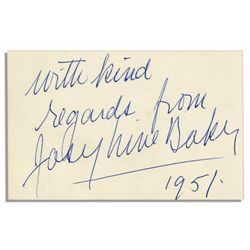 with kind
regards from
Josephine Baker
1951.